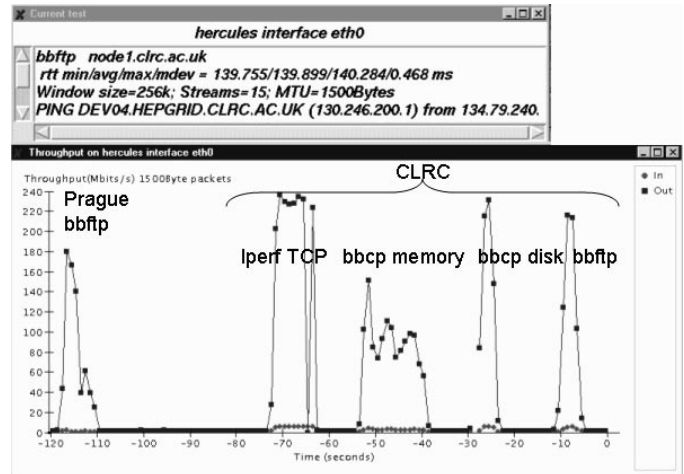 Current test
hercules interface eth0
bbftp node1.clrc.ac.uk
rtt min/avg/max/mdev = 139.755/139.899/140.284/0.468 ms
Window size=256k; Streams=15; MTU=1500Bytes
PING DEV04.HEPGRID.CLRC.AC.UK (130.246.200.1) from 134.79.240.
Throughput on hercules interface eth0
CLRC
Throughput(Mbits/s) 1500Byte packets
In
Out
Prague
bbftp
Iperf TCP bbcp memory bbcp disk bbftp
240
220
200
180
160
140
120
100
80
60
40
20
0
-120 -110 -100 -90 -80 -70 -60 -50 -40 -30 -20 -10 0
Time (seconds)